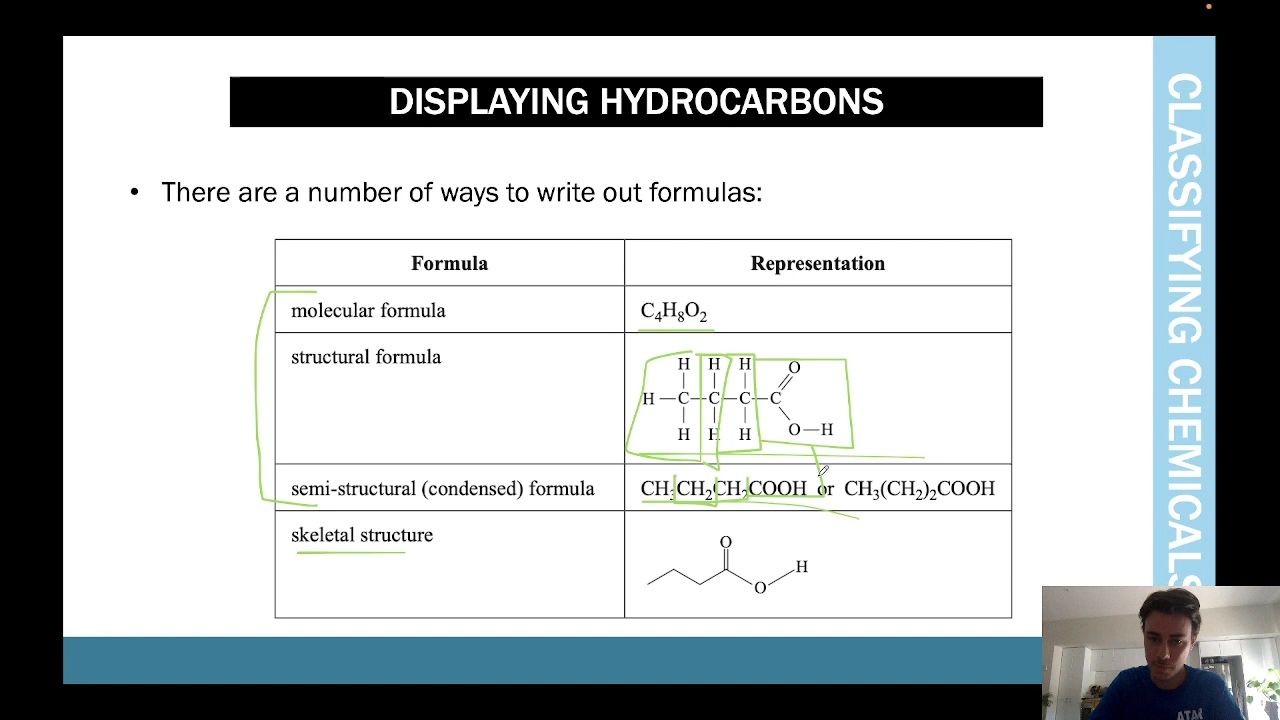 DISPLAYING HYDROCARBONS
• There are a number of ways to write out formulas:
Formula Representation
molecular formula C₄H₈O₂
structural formula
H H H O
H—C—C—C—C
H H H O—H
semi-structural (condensed) formula CH₃CH₂CH₂COOH or CH₃(CH₂)₂COOH
skeletal structure
O
H
O
CLASSIFYING CHEMICALS
ATAR